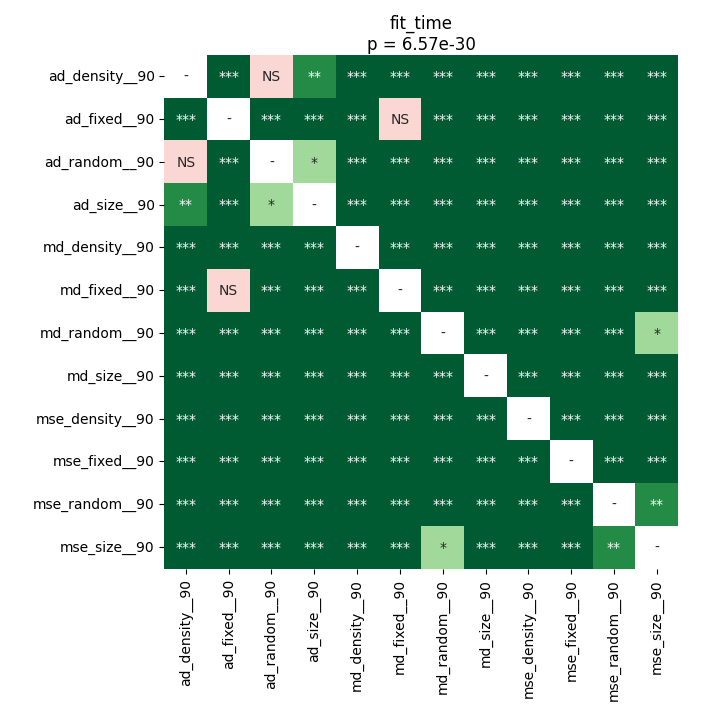 fit_time
p = 6.57e-30
ad_density__90 - *** NS ** *** *** *** *** *** *** *** ***
ad_fixed__90 *** - *** *** *** NS *** *** *** *** *** ***
ad_random__90 NS *** - * *** *** *** *** *** *** *** ***
ad_size__90 ** *** * - *** *** *** *** *** *** *** ***
md_density__90 *** *** *** *** - *** *** *** *** *** *** ***
md_fixed__90 *** NS *** *** *** - *** *** *** *** *** ***
md_random__90 *** *** *** *** *** *** - *** *** *** *** *
md_size__90 *** *** *** *** *** *** *** - *** *** *** ***
mse_density__90 *** *** *** *** *** *** *** *** - *** *** ***
mse_fixed__90 *** *** *** *** *** *** *** *** *** - *** ***
mse_random__90 *** *** *** *** *** *** *** *** *** *** - **
mse_size__90 *** *** *** *** *** *** * *** *** *** ** -
ad_density__90
ad_fixed__90
ad_random__90
ad_size__90
md_density__90
md_fixed__90
md_random__90
md_size__90
mse_density__90
mse_fixed__90
mse_random__90
mse_size__90